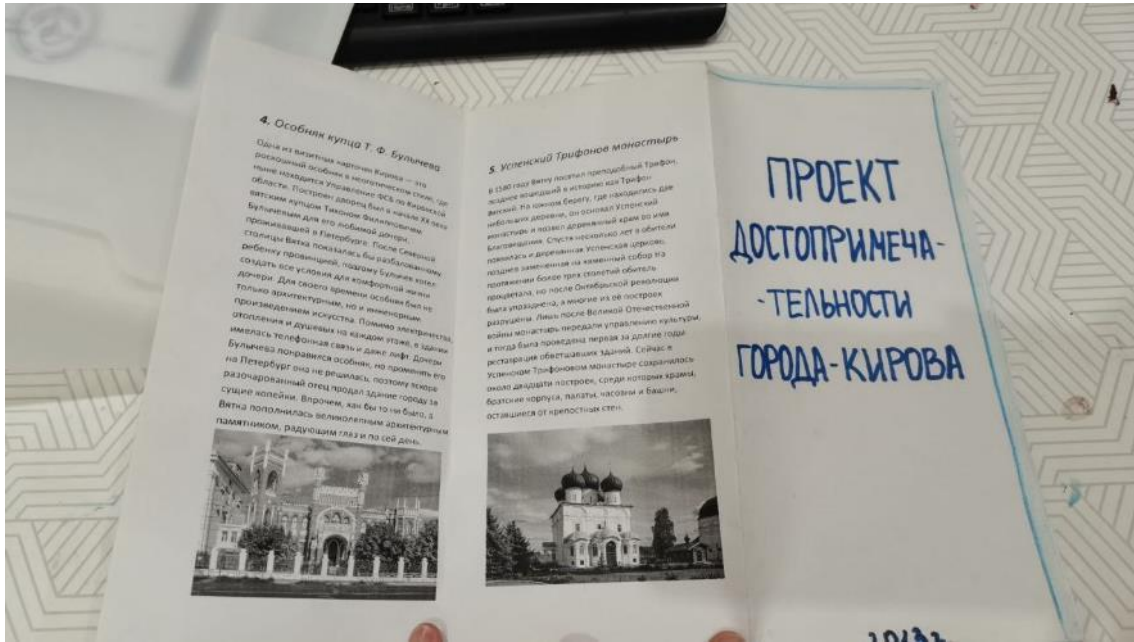 4. Особняк купца Т. Ф. Булычева
Одна из визитных карточек Кирова — это
роскошный особняк в неоготическом стиле, где
ныне находится Управление ФСБ по Кировской
области. Построен дворец был в начале XX века
вятским купцом Тихоном Филипповичем
Булычевым для его любимой дочери,
проживавшей в Петербурге. После Северной
столицы Вятка показалась бы разбалованному
ребенку провинцией, поэтому Булычев хотел
создать все условия для комфортной жизни
дочери. Для своего времени особняк был не
только архитектурным, но и инженерным
произведением искусства. Помимо электричества,
отопления и душевых на каждом этаже, в здании
имелась телефонная связь и даже лифт. Дочери
Булычева понравился особняк, но променять его
на Петербург она не решилась, поэтому вскоре
разочарованный отец продал здание городу за
сущие копейки. Впрочем, как бы то ни было, а
Вятка пополнилась великолепным архитектурным
памятником, радующим глаз и по сей день.
5. Успенский Трифонов монастырь
В 1580 году Вятку посетил преподобный Трифон,
позднее вошедший в историю как Трифон
Вятский. На южном берегу, где находились две
небольших деревни, он основал Успенский
монастырь и возвел деревянный храм во имя
Благовещения. Спустя несколько лет в обители
появилась и деревянная Успенская церковь,
позднее замененная на каменный собор. На
протяжении более трех столетий обитель
процветала, но после Октябрьской революции
была упразднена, а многие из её построек
разрушены. Лишь после Великой Отечественной
войны монастырь передали управлению культуры,
и тогда была проведена первая за долгие годы
реставрация обветшавших зданий. Сейчас в
Успенском Трифоновом монастыре сохранилось
около двадцати построек, среди которых храмы,
братские корпуса, палаты, часовни и башни,
оставшиеся от крепостных стен.
ПРОЕКТ
ДОСТОПРИМЕЧА-
-ТЕЛЬНОСТИ
ГОРОДА-КИРОВА